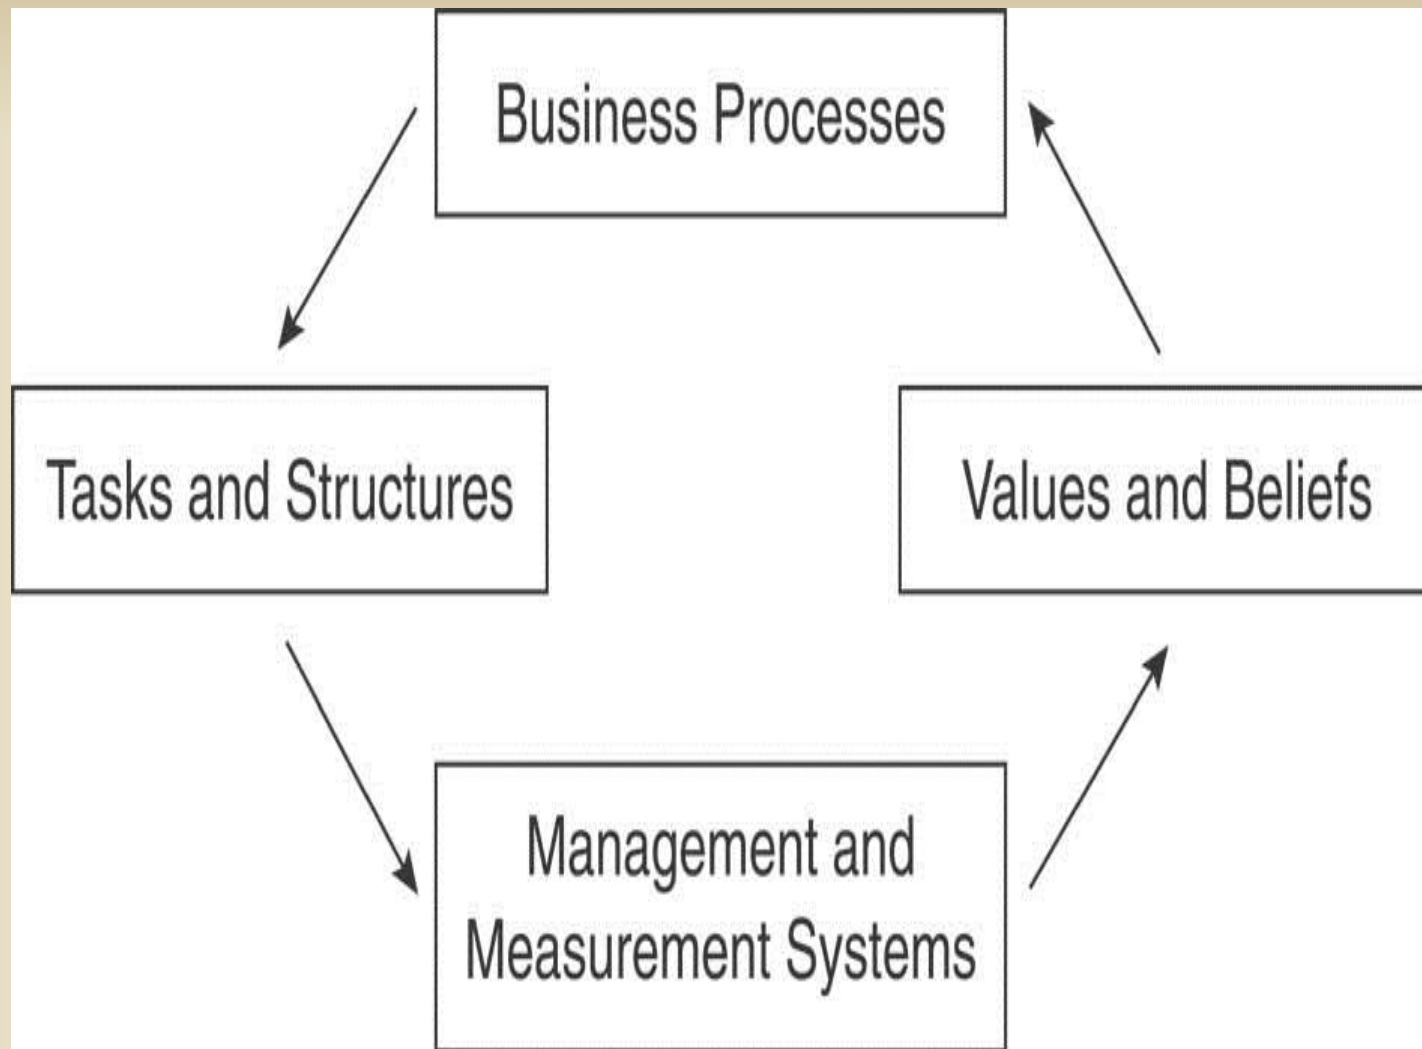 Business Processes
Tasks and Structures
Values and Beliefs
Management and
Measurement Systems